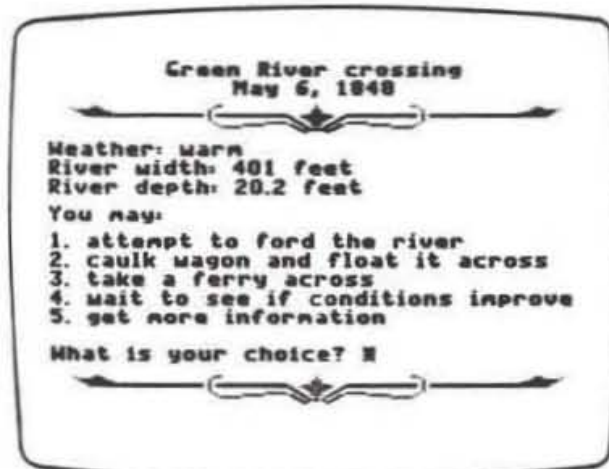 Green River crossing
May 6, 1848
Weather: warm
River width: 401 feet
River depth: 20.2 feet
You may:
1. attempt to ford the river
2. caulk wagon and float it across
3. take a ferry across
4. wait to see if conditions improve
5. get more information
What is your choice?